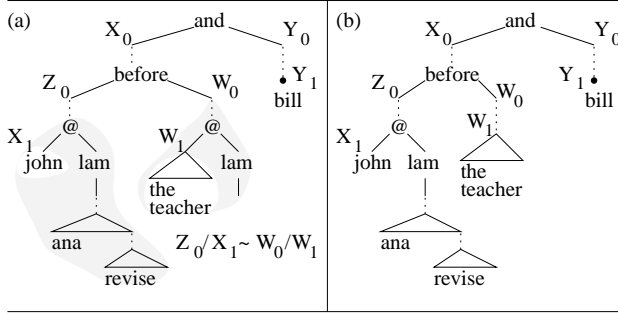 (a) X0 and Y0
Z0 before W0 Y1
bill
X1 @ W1 @
john lam lam
the
teacher
ana Z0/X1~ W0/W1
revise
(b) X0 and Y0
Z0 before W0 Y1
bill
X1 @ W1
john lam the
teacher
ana
revise